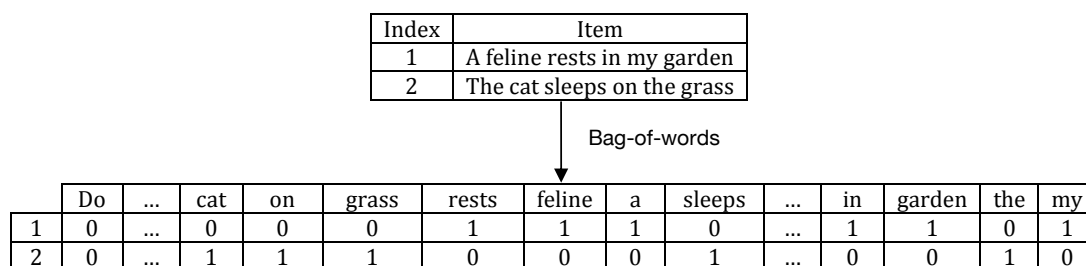 Index Item
1 A feline rests in my garden
2 The cat sleeps on the grass
Bag-of-words
Do ... cat on grass rests feline a sleeps ... in garden the my
1 0 ... 0 0 0 1 1 1 0 ... 1 1 0 1
2 0 ... 1 1 1 0 0 0 1 ... 0 0 1 0